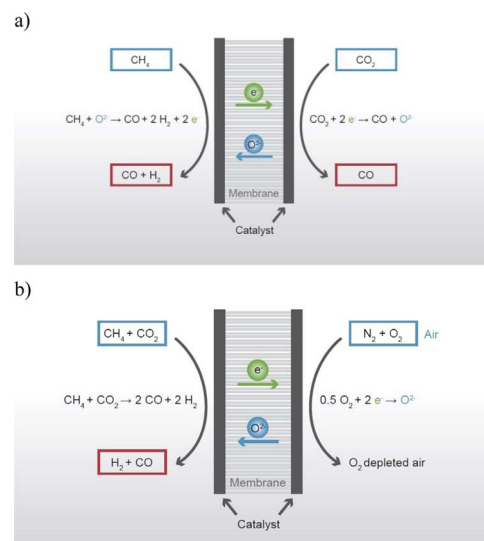 a)
CH₄ CO₂
e⁻
CH₄ + O²⁻ → CO + 2 H₂ + 2 e⁻ CO₂ + 2 e⁻ → CO + O²⁻
O²⁻
CO + H₂ CO
Membrane
Catalyst
b)
CH₄ + CO₂ N₂ + O₂ Air
e⁻
CH₄ + CO₂ → 2 CO + 2 H₂ 0.5 O₂ + 2 e⁻ → O²⁻
O²⁻
H₂ + CO O₂ depleted air
Membrane
Catalyst